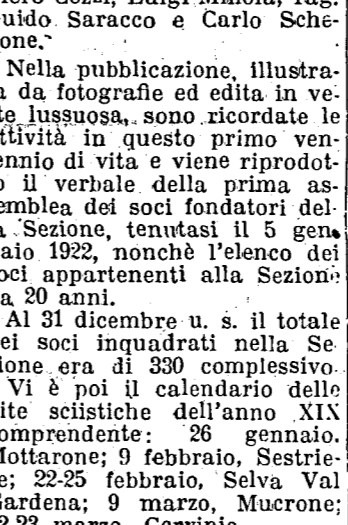 uido Saracco e Carlo Sche-
one.
Nella pubblicazione, illustra-
da fotografie ed edita in ve-
te lussuosa, sono ricordate le
ttività in questo primo ven-
ennio di vita e viene riprodot-
o il verbale della prima as-
emblea dei soci fondatori del-
a Sezione, tenutasi il 5 gen.
aio 1922, nonchè l'elenco dei
oci appartenenti alla Sezione
a 20 anni.
Al 31 dicembre u. s. il totale
ei soci inquadrati nella Se
ione era di 330 complessivo
Vi è poi il calendario delle
ite sciistiche dell'anno XIX
omprendente: 26 gennaio.
Mottarone; 9 febbraio, Sestrie-
e; 22-25 febbraio, Selva Val
Gardena; 9 marzo, Mucrone;
marzo, Cervinia